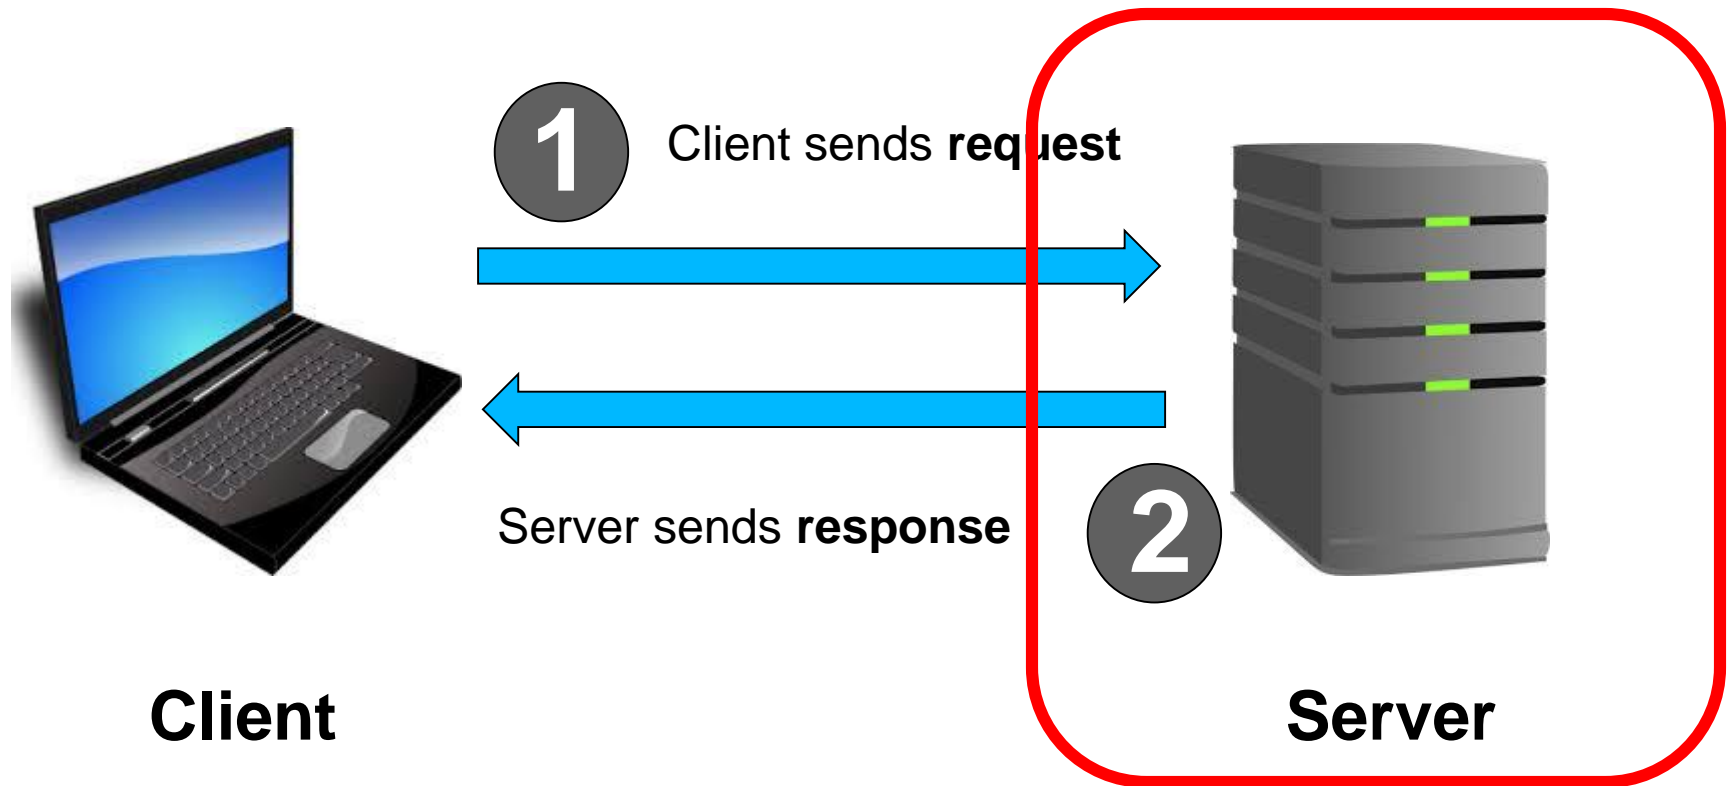 1
Client sends request
Server sends response
2
Client
Server